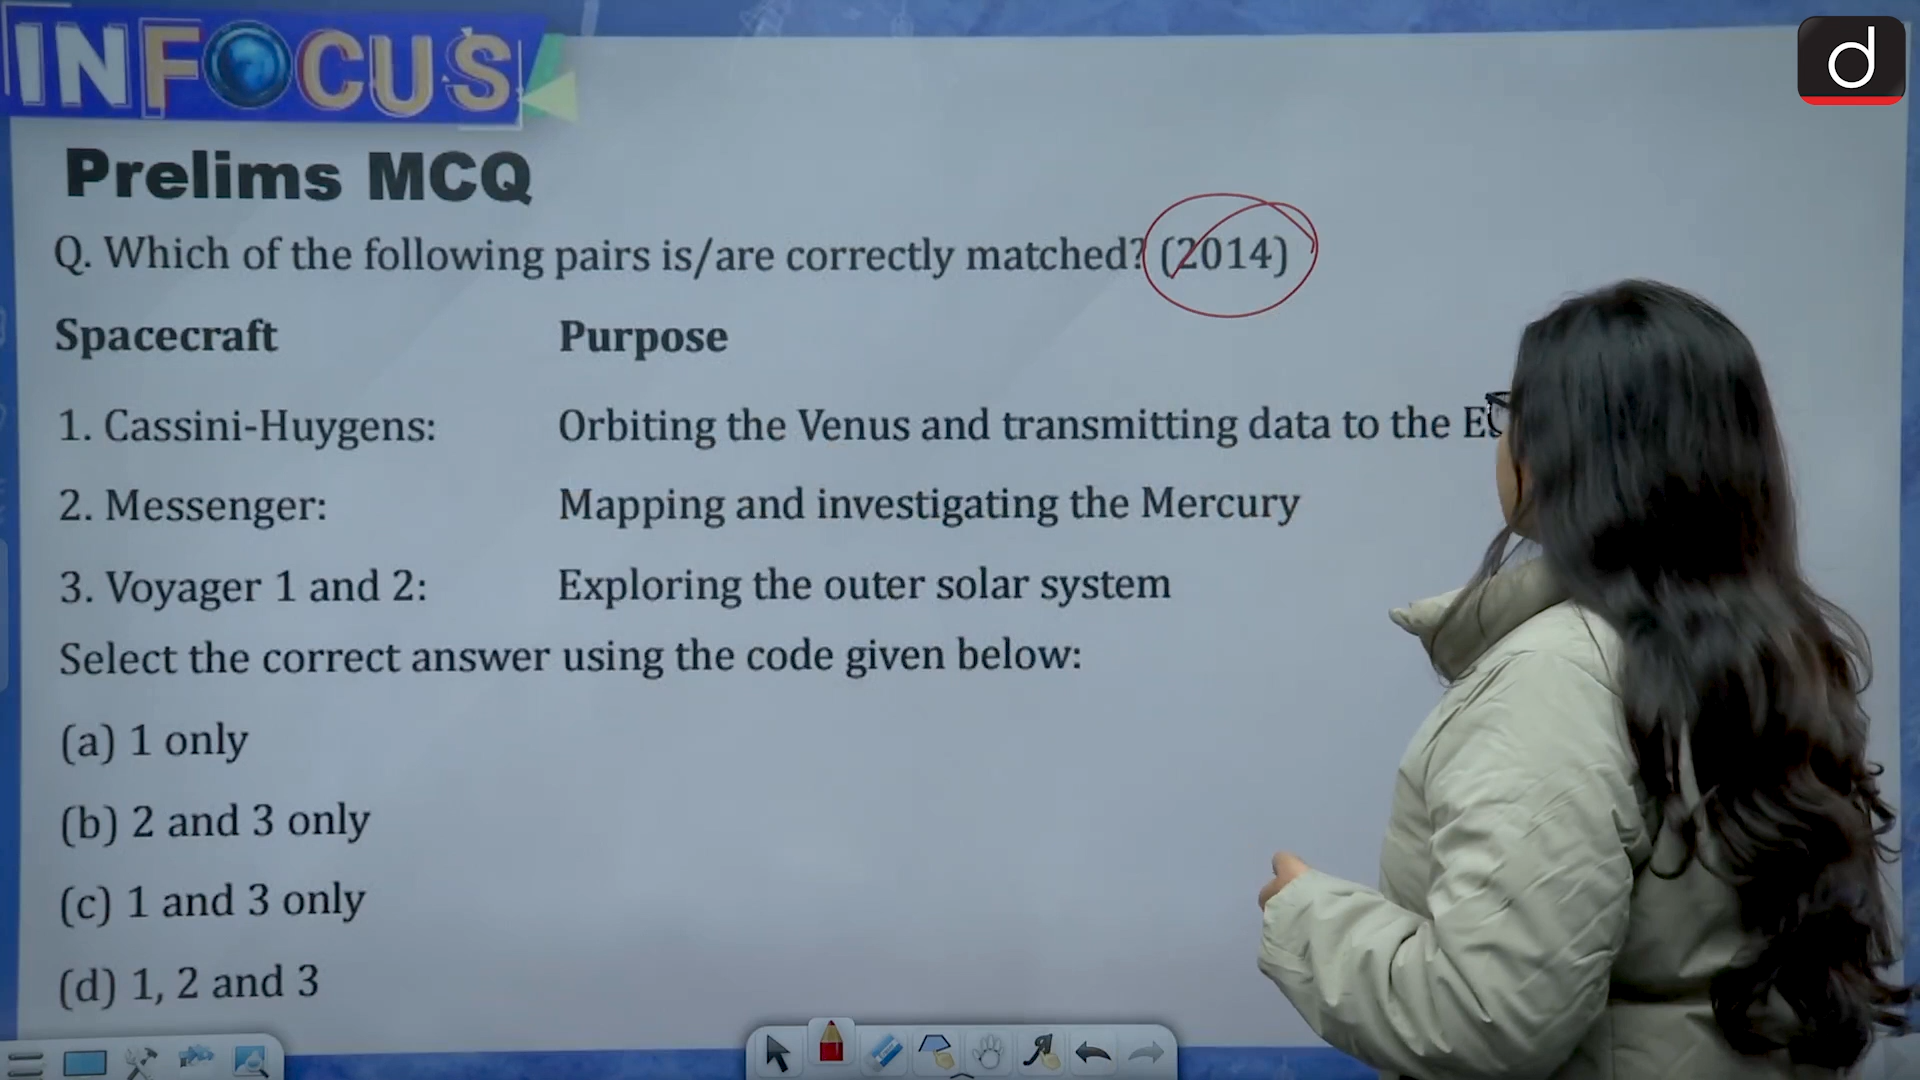 INFOCUS
d
Prelims MCQ
Q. Which of the following pairs is/are correctly matched? (2014)
Spacecraft Purpose
1. Cassini-Huygens: Orbiting the Venus and transmitting data to the
2. Messenger: Mapping and investigating the Mercury
3. Voyager 1 and 2: Exploring the outer solar system
Select the correct answer using the code given below:
(a) 1 only
(b) 2 and 3 only
(c) 1 and 3 only
(d) 1, 2 and 3